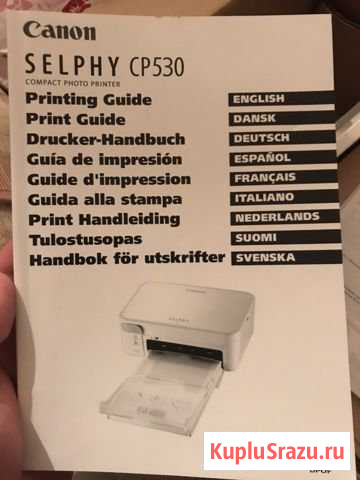 Canon
SELPHY CP530
COMPACT PHOTO PRINTER
Printing Guide ENGLISH
Print Guide DANSK
Drucker-Handbuch DEUTSCH
Guía de impresión ESPAÑOL
Guide d'impression FRANÇAIS
Guida alla stampa ITALIANO
Print Handleiding NEDERLANDS
Tulostusopas SUOMI
Handbok för utskrifter SVENSKA
Canon
KupluSrazu.ru